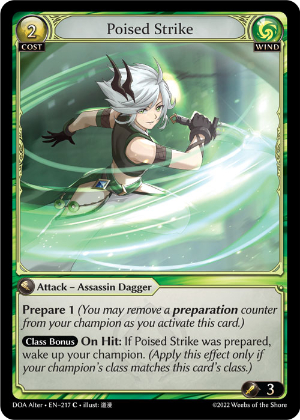 2
COST
Poised Strike
WIND
Attack – Assassin Dagger
Prepare 1 (You may remove a preparation counter
from your champion as you activate this card.)
Class Bonus On Hit: If Poised Strike was prepared,
wake up your champion. (Apply this effect only if
your champion's class matches this card's class.)
3
DOA Alter • EN-217 C • illust: 道漫
©2022 Weebs of the Shore